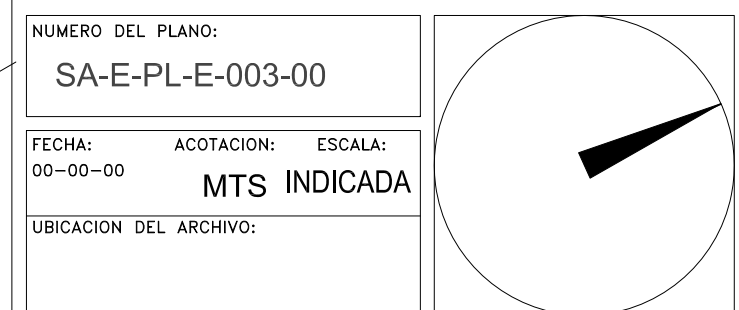 NUMERO DEL PLANO:
SA-E-PL-E-003-00
FECHA: ACOTACION: ESCALA:
00-00-00 MTS INDICADA
UBICACION DEL ARCHIVO: